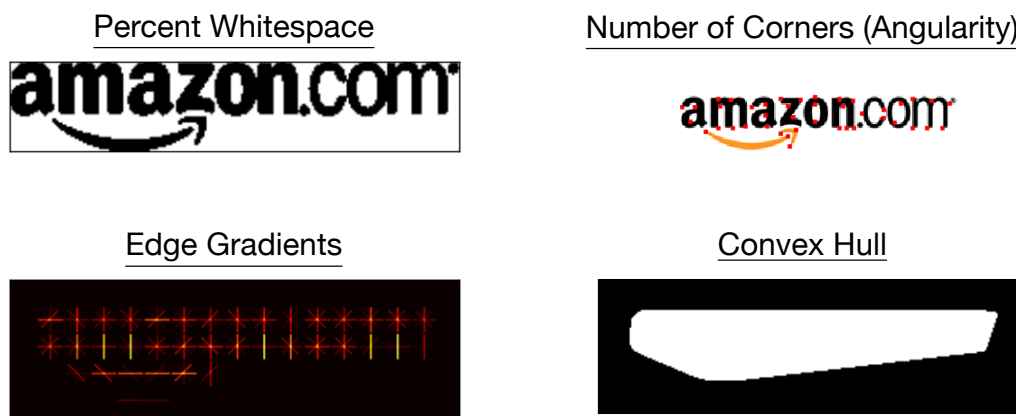 Percent Whitespace
amazon.com
Number of Corners (Angularity)
amazon.com
Edge Gradients
Convex Hull